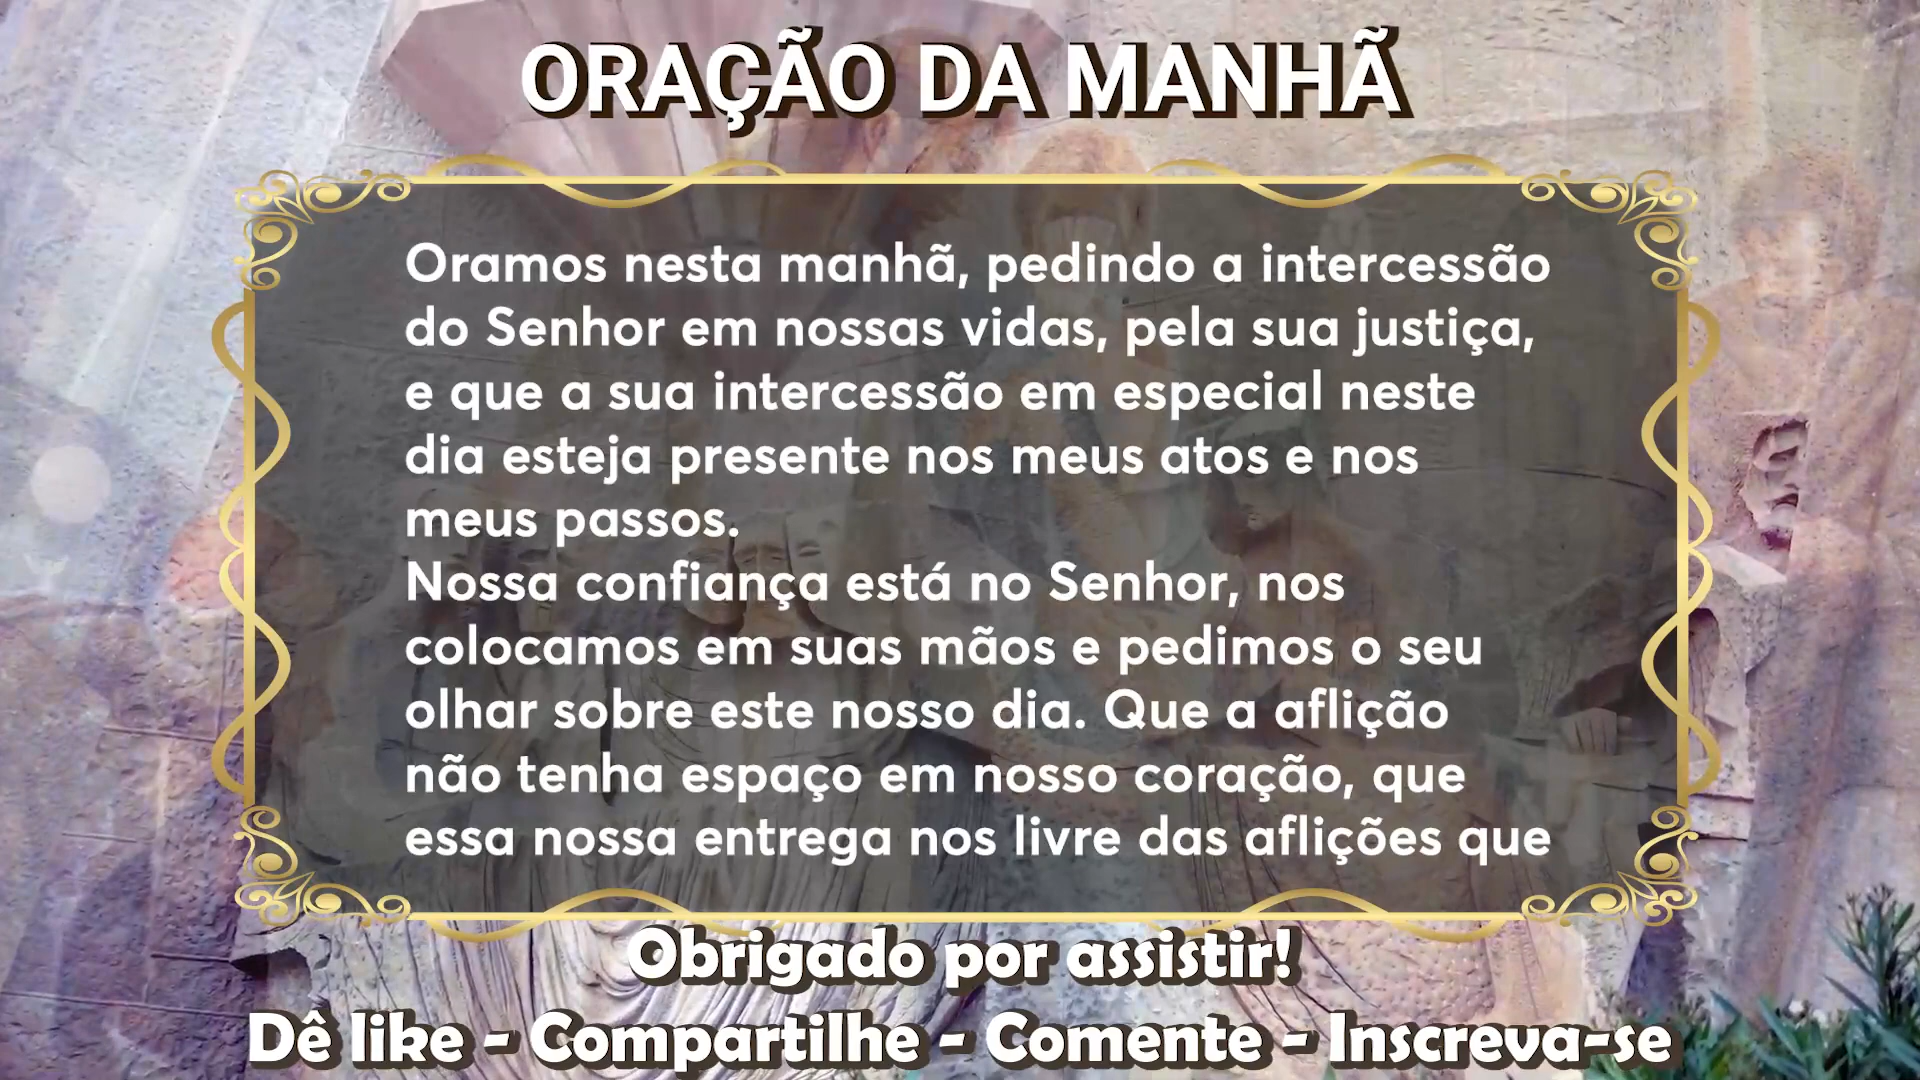 ORAÇÃO DA MANHÃ
Oramos nesta manhã, pedindo a intercessão
do Senhor em nossas vidas, pela sua justiça,
e que a sua intercessão em especial neste
dia esteja presente nos meus atos e nos
meus passos.
Nossa confiança está no Senhor, nos
colocamos em suas mãos e pedimos o seu
olhar sobre este nosso dia. Que a aflição
não tenha espaço em nosso coração, que
essa nossa entrega nos livre das aflições que
Obrigado por assistir!
Dê like - Compartilhe - Comente - Inscreva-se